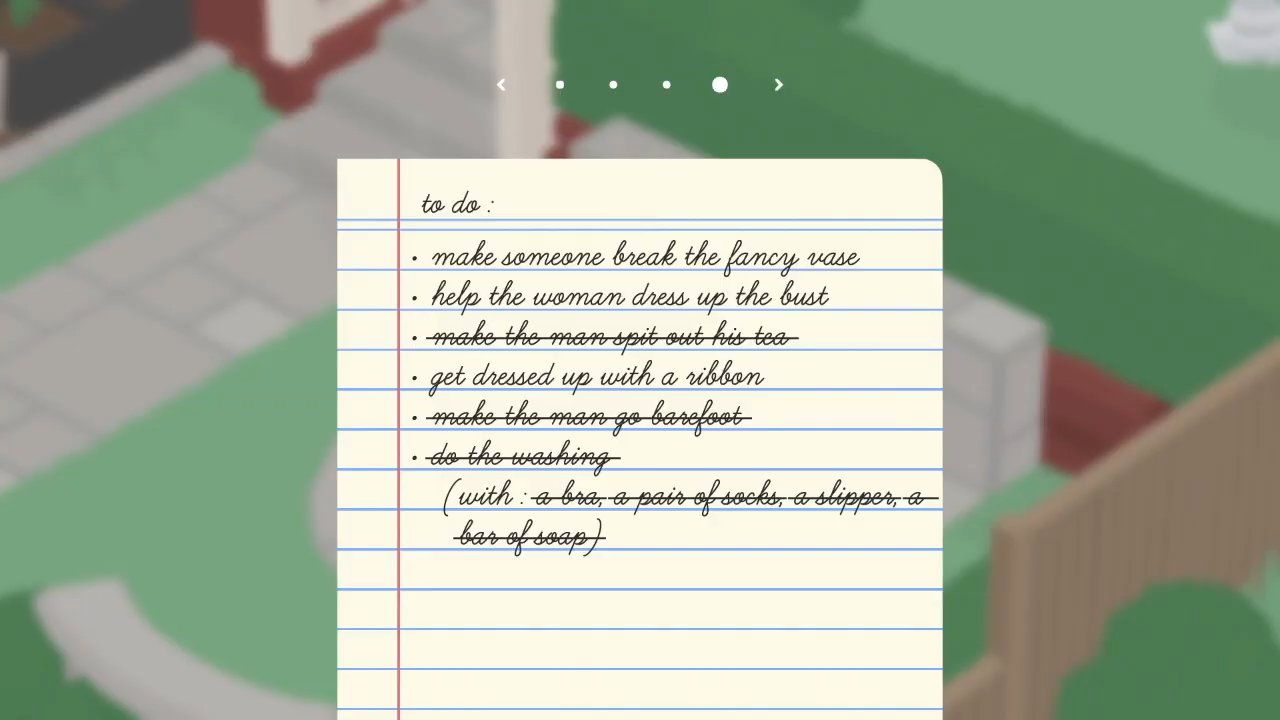 to do :
• make someone break the fancy vase
• help the woman dress up the bust
• make the man spit out his tea
• get dressed up with a ribbon
• make the man go barefoot
• do the washing
(with : a bra, a pair of socks, a slipper, a
bar of soap)